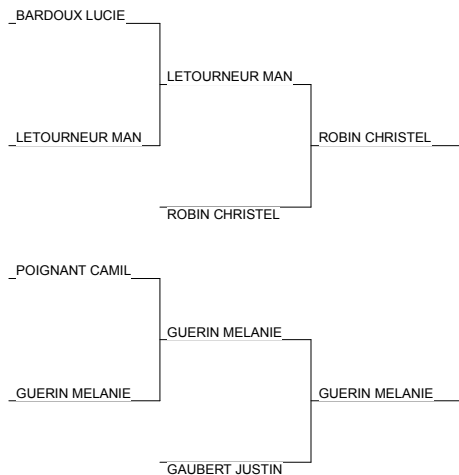 BARDOUX LUCIE
LETOURNEUR MAN
LETOURNEUR MAN
ROBIN CHRISTEL
ROBIN CHRISTEL
POIGNANT CAMIL
GUERIN MELANIE
GUERIN MELANIE
GUERIN MELANIE
GAUBERT JUSTIN